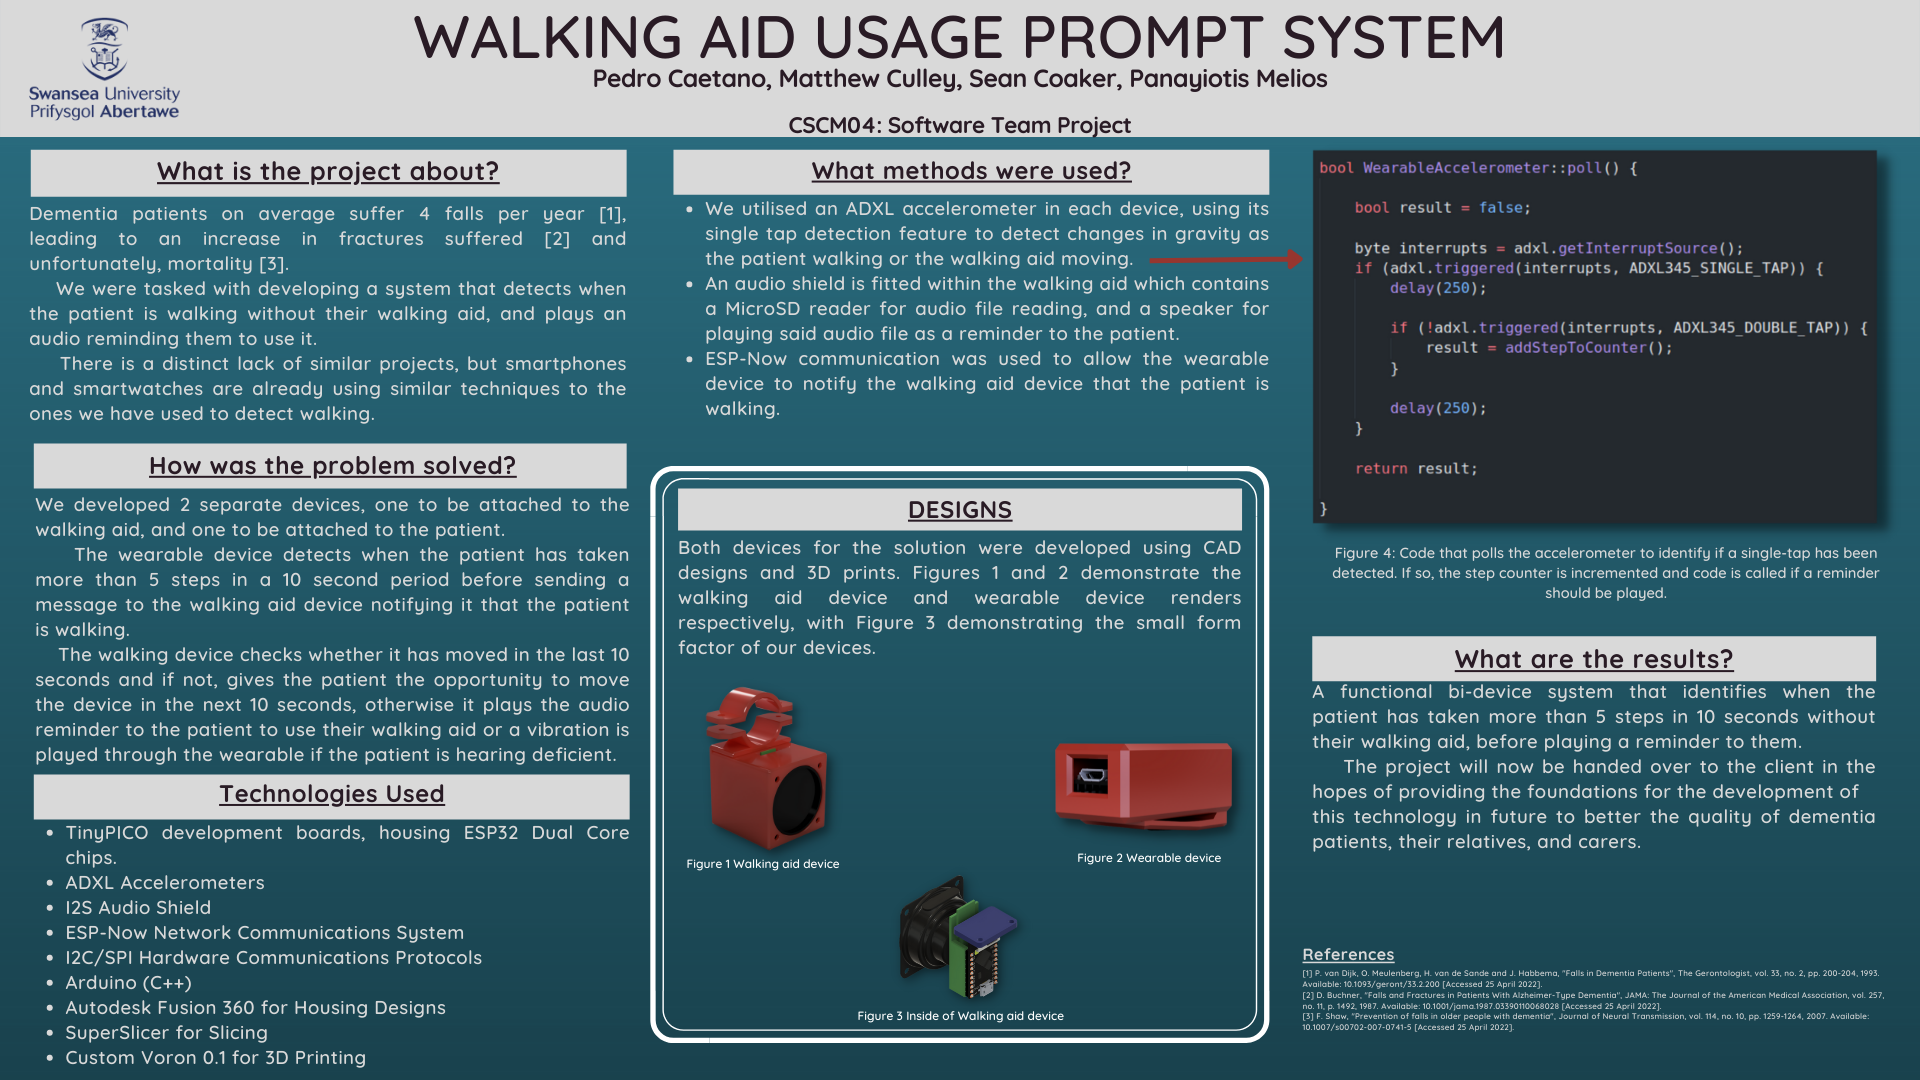 WALKING AID USAGE PROMPT SYSTEM
Pedro Caetano, Matthew Culley, Sean Coaker, Panayiotis Melios
CSCM04: Software Team Project
Swansea University
Prifysgol Abertawe
What is the project about?
Dementia patients on average suffer 4 falls per year [1],
leading to an increase in fractures suffered [2] and
unfortunately, mortality [3].
We were tasked with developing a system that detects when
the patient is walking without their walking aid, and plays an
audio reminding them to use it.
There is a distinct lack of similar projects, but smartphones
and smartwatches are already using similar techniques to the
ones we have used to detect walking.
How was the problem solved?
We developed 2 separate devices, one to be attached to the
walking aid, and one to be attached to the patient.
The wearable device detects when the patient has taken
more than 5 steps in a 10 second period before sending a
message to the walking aid device notifying it that the patient
is walking.
The walking device checks whether it has moved in the last 10
seconds and if not, gives the patient the opportunity to move
the device in the next 10 seconds, otherwise it plays the audio
reminder to the patient to use their walking aid or a vibration is
played through the wearable if the patient is hearing deficient.
Technologies Used
• TinyPICO development boards, housing ESP32 Dual Core
chips.
• ADXL Accelerometers
• I2S Audio Shield
• ESP-Now Network Communications System
• I2C/SPI Hardware Communications Protocols
• Arduino (C++)
• Autodesk Fusion 360 for Housing Designs
• SuperSlicer for Slicing
• Custom Voron 0.1 for 3D Printing
What methods were used?
• We utilised an ADXL accelerometer in each device, using its
single tap detection feature to detect changes in gravity as
the patient walking or the walking aid moving.
• An audio shield is fitted within the walking aid which contains
a MicroSD reader for audio file reading, and a speaker for
playing said audio file as a reminder to the patient.
• ESP-Now communication was used to allow the wearable
device to notify the walking aid device that the patient is
walking.
DESIGNS
Both devices for the solution were developed using CAD
designs and 3D prints. Figures 1 and 2 demonstrate the
walking aid device and wearable device renders
respectively, with Figure 3 demonstrating the small form
factor of our devices.
Figure 1 Walking aid device
Figure 2 Wearable device
Figure 3 Inside of Walking aid device
bool WearableAccelerometer::poll() {
bool result = false;
byte interrupts = adxl.getInterruptSource();
if (adxl.triggered(interrupts, ADXL345_SINGLE_TAP)) {
delay(250);
if (!adxl.triggered(interrupts, ADXL345_DOUBLE_TAP)) {
result = addStepToCounter();
}
delay(250);
}
return result;
}
Figure 4: Code that polls the accelerometer to identify if a single-tap has been
detected. If so, the step counter is incremented and code is called if a reminder
should be played.
What are the results?
A functional bi-device system that identifies when the
patient has taken more than 5 steps in 10 seconds without
their walking aid, before playing a reminder to them.
The project will now be handed over to the client in the
hopes of providing the foundations for the development of
this technology in future to better the quality of dementia
patients, their relatives, and carers.
References
[1] P. van Dijk, O. Meulenberg, H. van de Sande and J. Habbema, "Falls in Dementia Patients", The Gerontologist, vol. 33, no. 2, pp. 200-204, 1993.
Available: 10.1093/geront/33.2.200 [Accessed 25 April 2022].
[2] D. Buchner, "Falls and Fractures in Patients With Alzheimer-Type Dementia", JAMA: The Journal of the American Medical Association, vol. 257,
no. 11, p. 1492, 1987. Available: 10.1001/jama.1987.03390110068028 [Accessed 25 April 2022].
[3] F. Shaw, "Prevention of falls in older people with dementia", Journal of Neural Transmission, vol. 114, no. 10, pp. 1259-1264, 2007. Available:
10.1007/s00702-007-0741-5 [Accessed 25 April 2022].